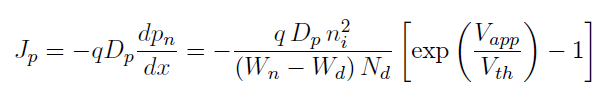 $J_p = -qD_p \frac{dp_n}{dx} = -\frac{q\, D_p\, n_i^2}{(W_n - W_d)\, N_d} \left[ \exp\left( \frac{V_{app}}{V_{th}} \right) - 1 \right]$